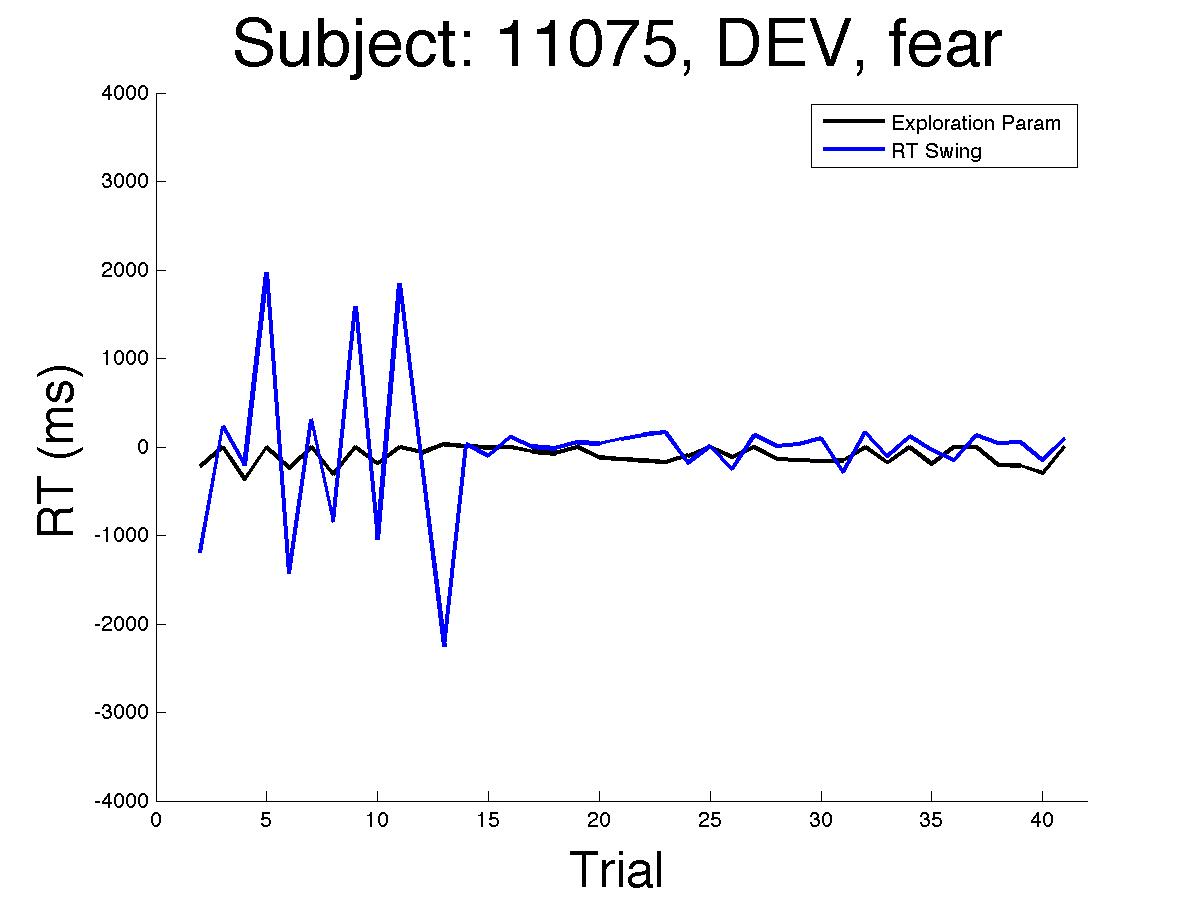 Subject: 11075, DEV, fear
Exploration Param
RT Swing
4000
3000
2000
1000
0
-1000
-2000
-3000
-4000
RT (ms)
0 5 10 15 20 25 30 35 40
Trial